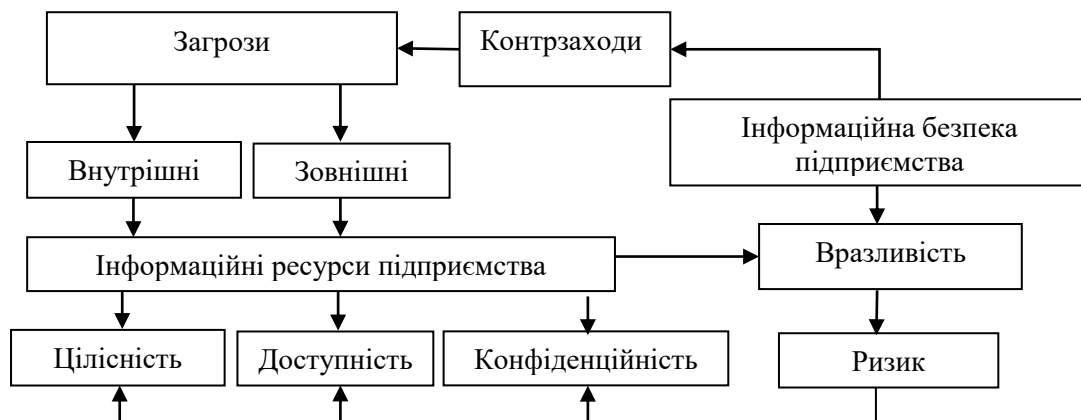 Загрози
Контрзаходи
Інформаційна безпека
підприємства
Внутрішні
Зовнішні
Інформаційні ресурси підприємства
Вразливість
Цілісність
Доступність
Конфіденційність
Ризик